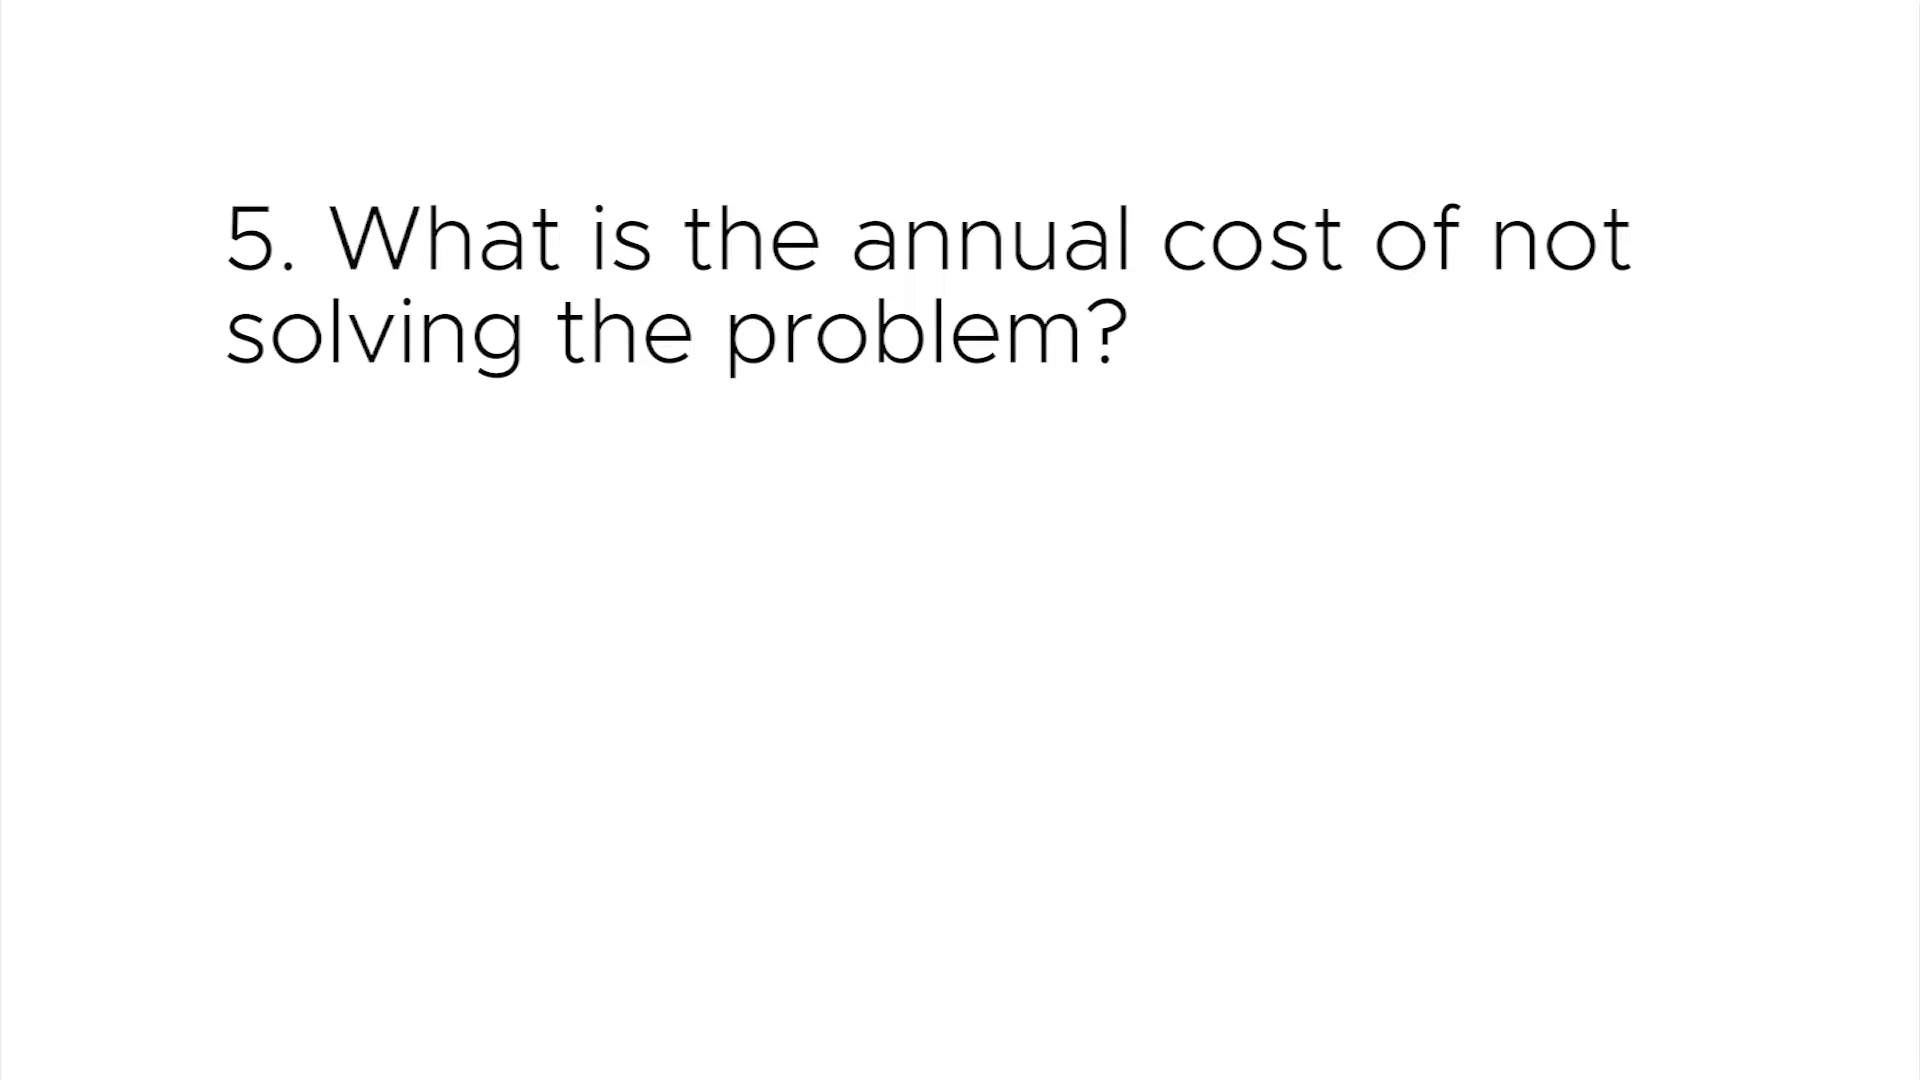 5. What is the annual cost of not
solving the problem?